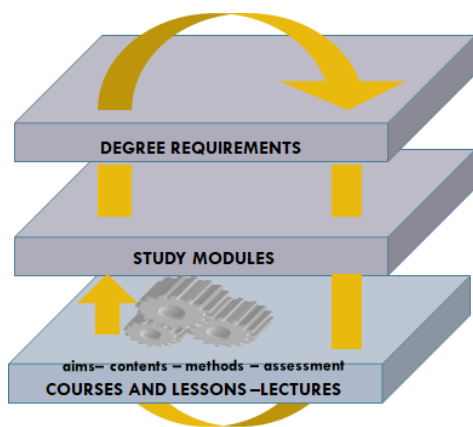 DEGREE REQUIREMENTS
STUDY MODULES
aims– contents – methods – assessment
COURSES AND LESSONS –LECTURES